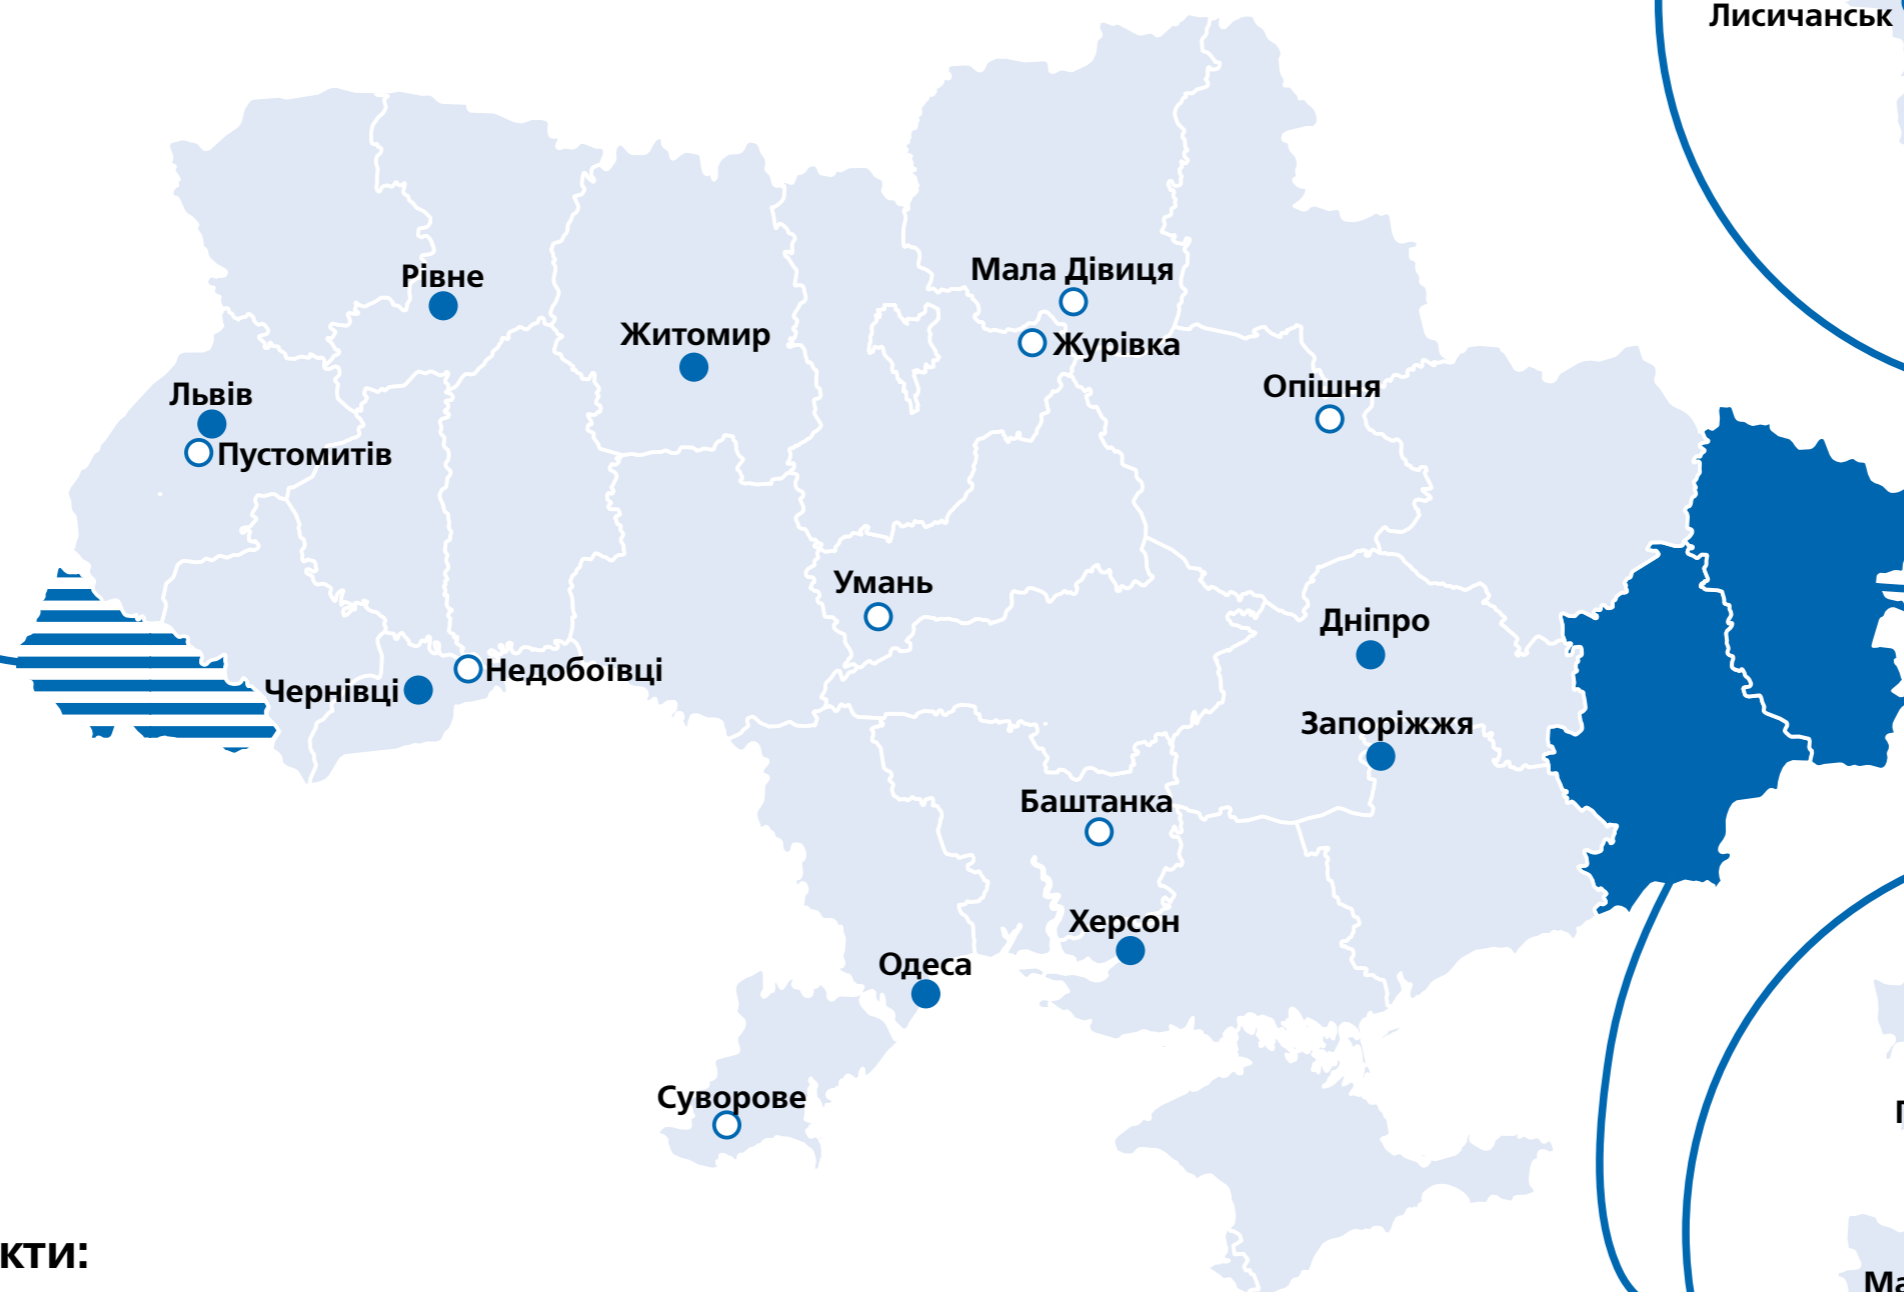 Лисичанськ
Рівне
Мала Дівиця
Житомир
Журівка
Опішня
Львів
Пустомитів
Умань
Дніпро
Недобоївці
Чернівці
Запоріжжя
Баштанка
Херсон
Одеса
Суворове
кти:
Ма